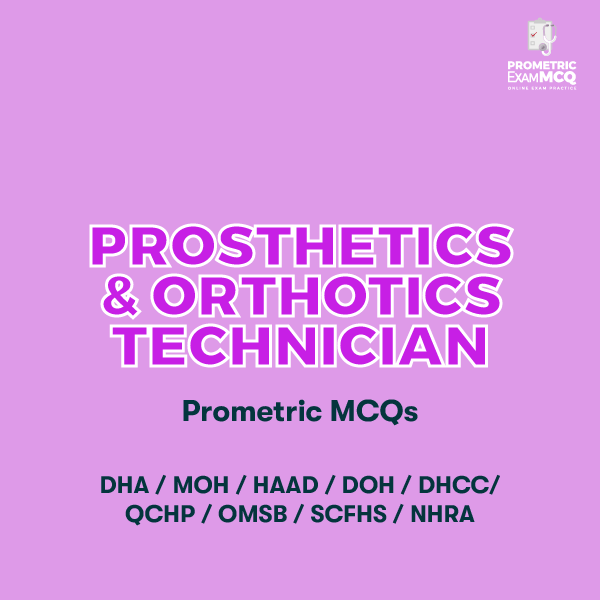 PROMETRIC
EXAMMCQ
ONLINE EXAM PRACTICE
PROSTHETICS
& ORTHOTICS
TECHNICIAN
Prometric MCQs
DHA / MOH / HAAD / DOH / DHCC/
QCHP / OMSB / SCFHS / NHRA